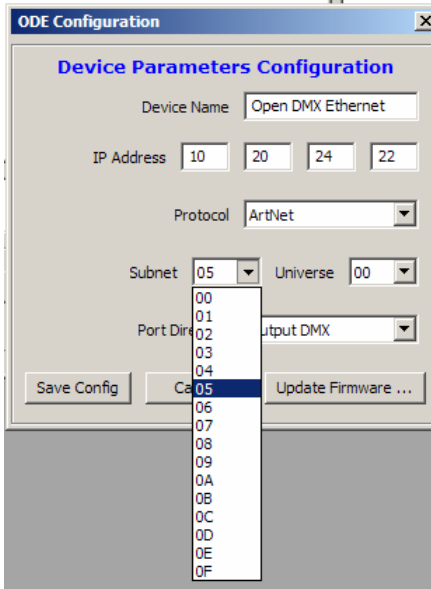 ODE Configuration
Device Parameters Configuration
Device Name Open DMX Ethernet
IP Address 10 20 24 22
Protocol ArtNet
Subnet 05 Universe 00
00
01
02
Port Dire utput DMX
03
04
Save Config Ca 05 Update Firmware ...
06
07
08
09
0A
0B
0C
0D
0E
0F